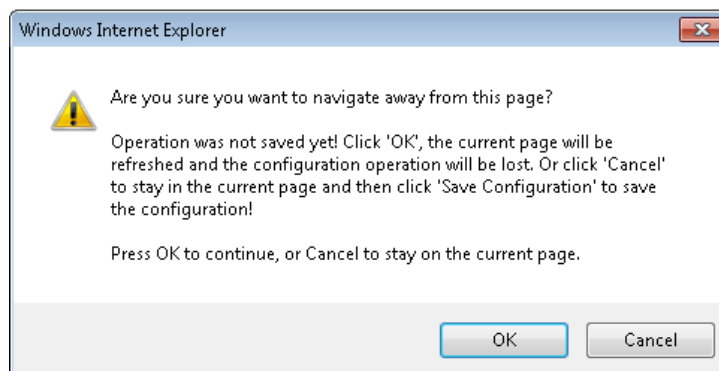 Windows Internet Explorer
Are you sure you want to navigate away from this page?
Operation was not saved yet! Click 'OK', the current page will be
refreshed and the configuration operation will be lost. Or click 'Cancel'
to stay in the current page and then click 'Save Configuration' to save
the configuration!
Press OK to continue, or Cancel to stay on the current page.
OK
Cancel